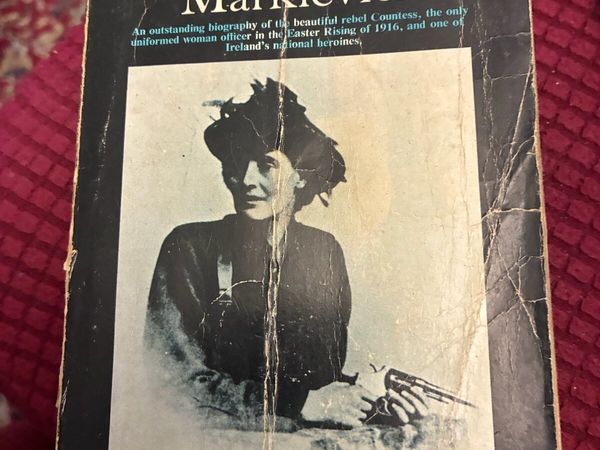 Markievic
An outstanding biography of the beautiful rebel Countess, the only
uniformed woman officer in the Easter Rising of 1916, and one of
Ireland's national heroines.